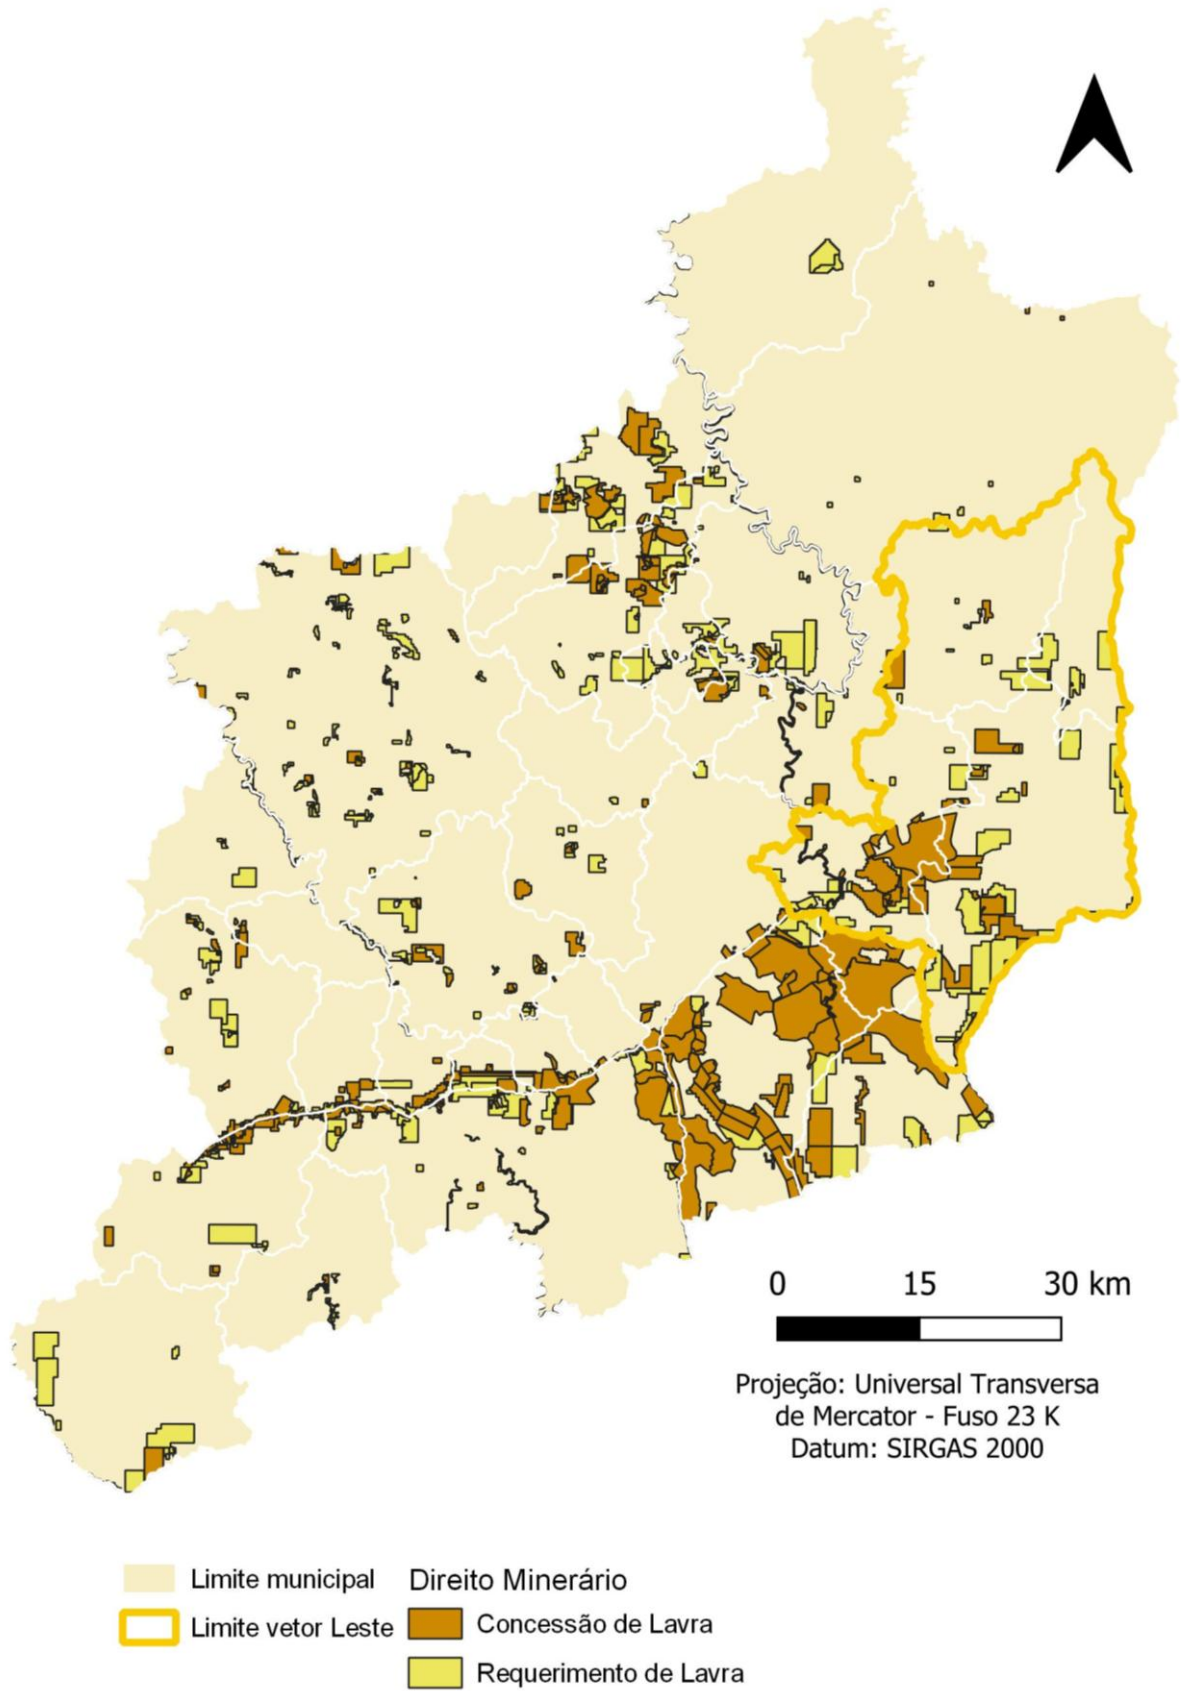 0 15 30 km
Projeção: Universal Transversa
de Mercator - Fuso 23 K
Datum: SIRGAS 2000
Limite municipal
Limite vetor Leste
Direito Minerário
Concessão de Lavra
Requerimento de Lavra